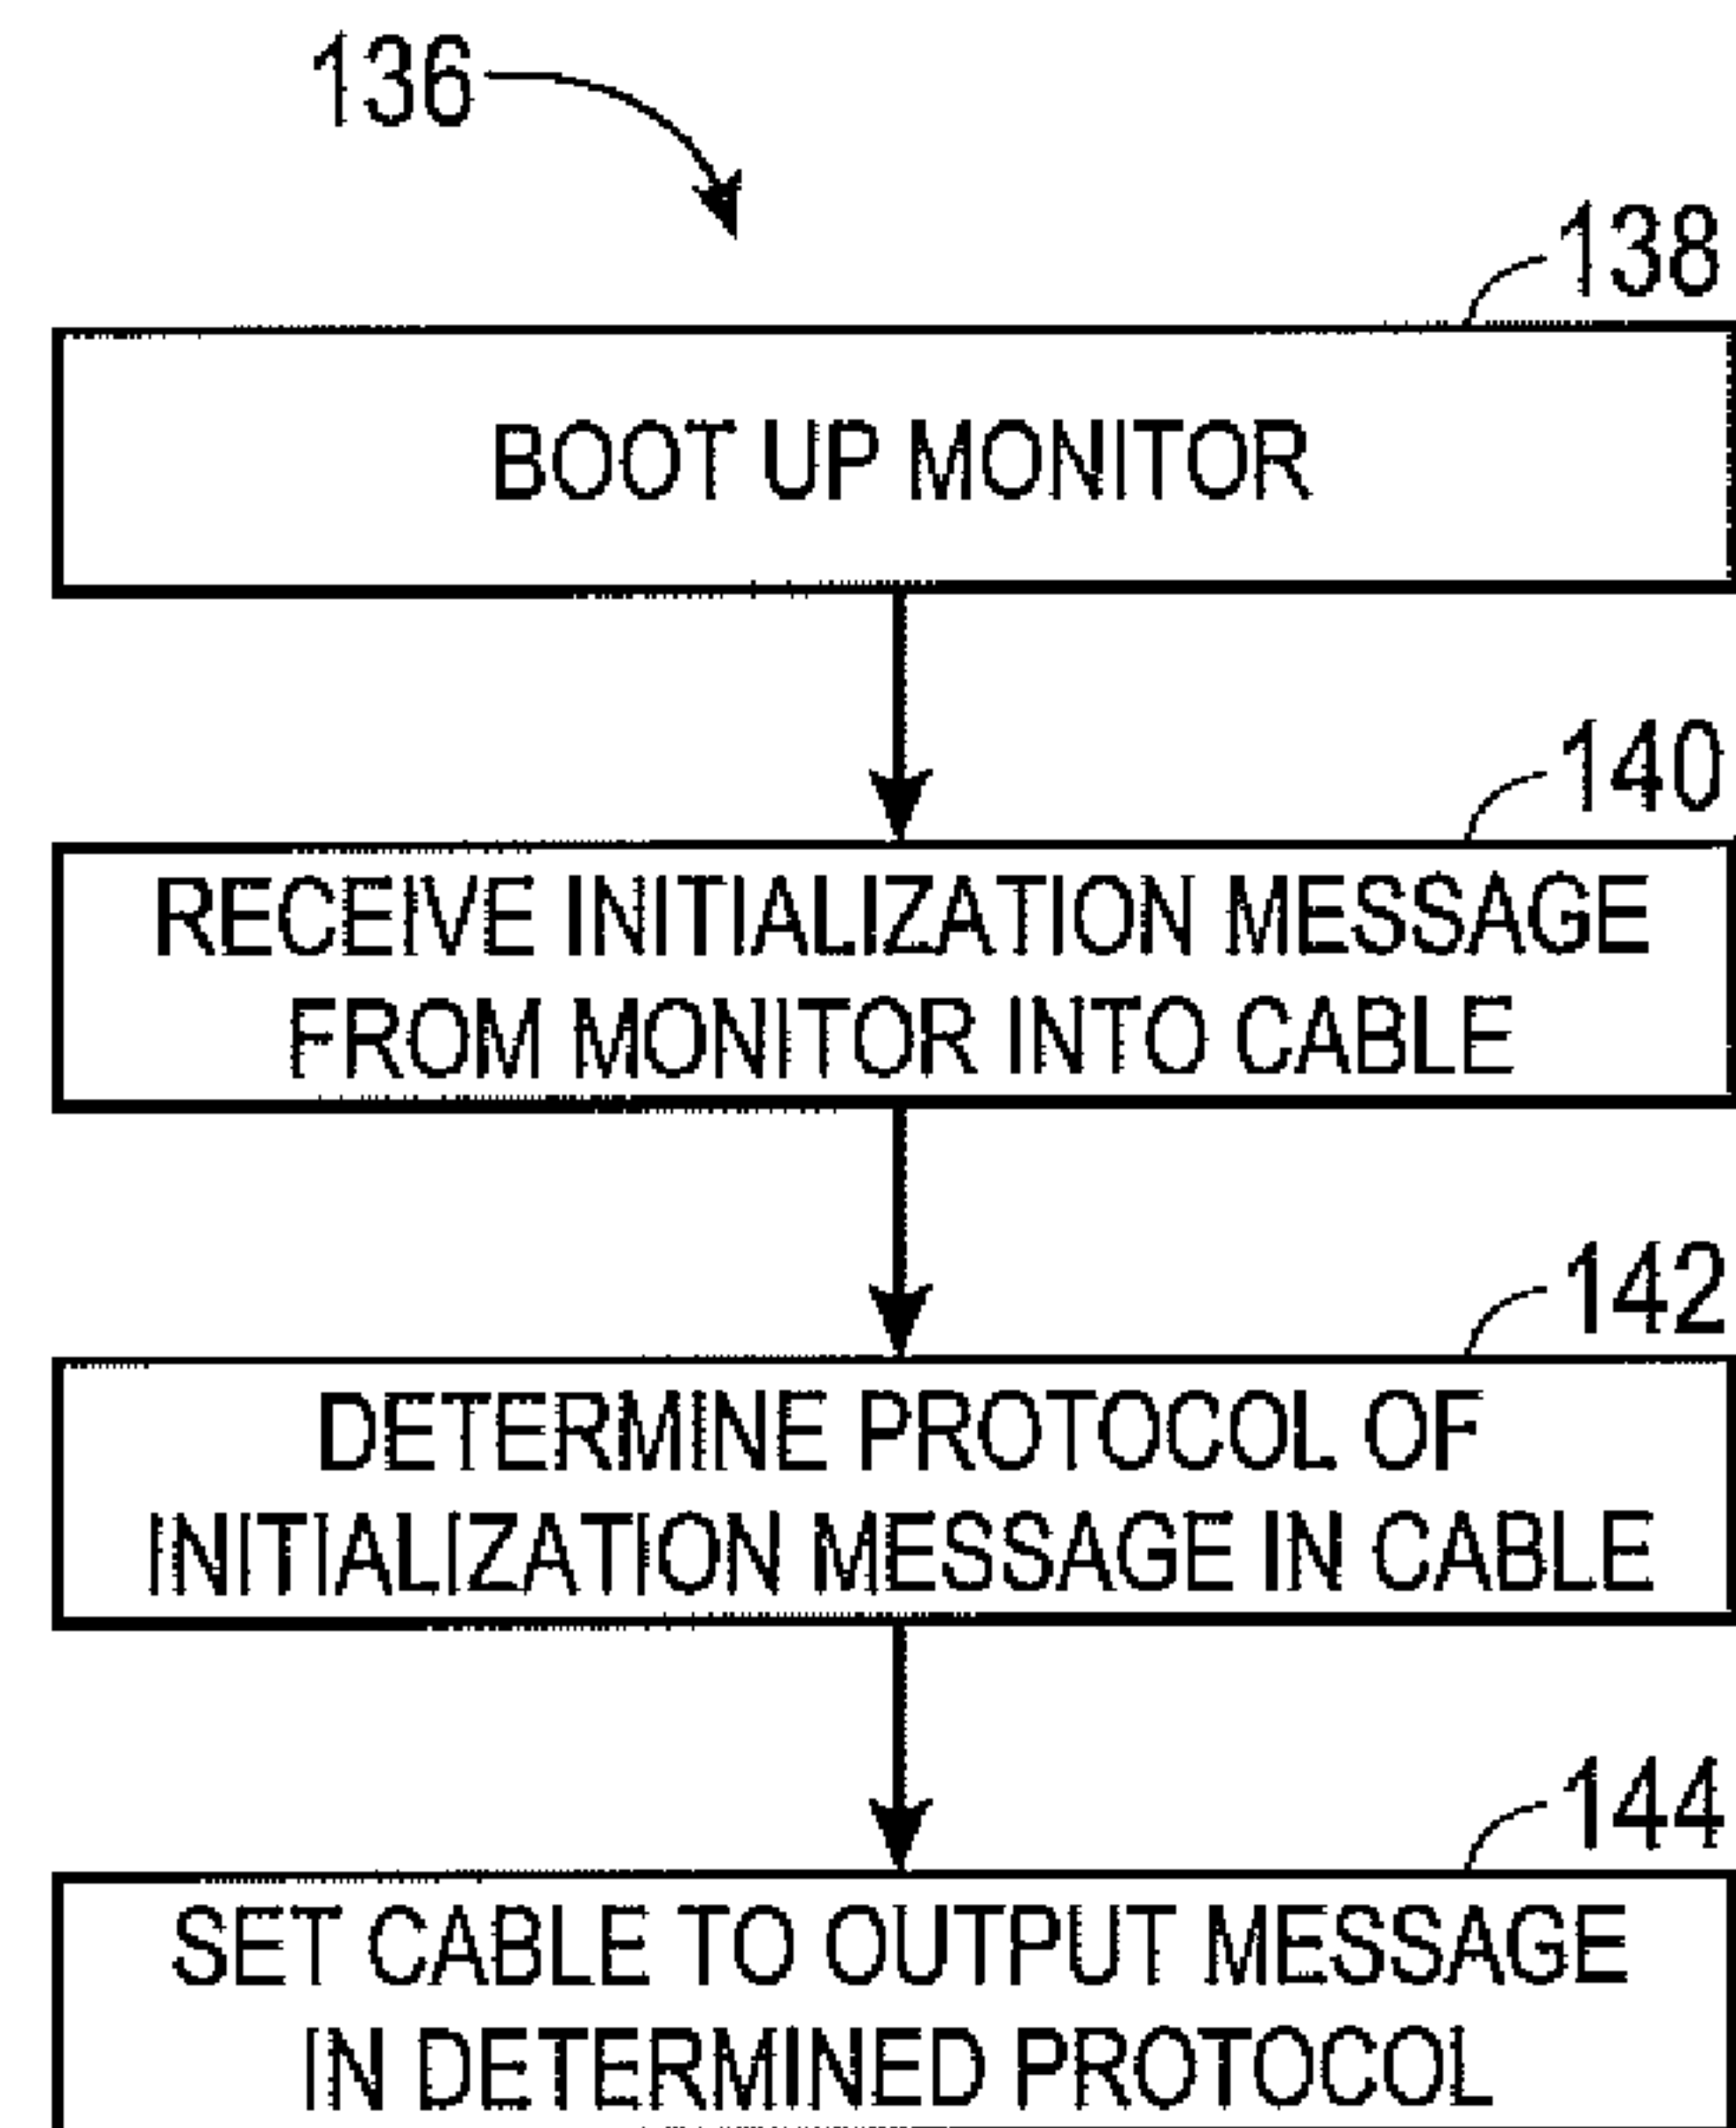 136
138
BOOT UP MONITOR
140
RECEIVE INITIALIZATION MESSAGE
FROM MONITOR INTO CABLE
142
DETERMINE PROTOCOL OF
INITIALIZATION MESSAGE IN CABLE
144
SET CABLE TO OUTPUT MESSAGE
IN DETERMINED PROTOCOL